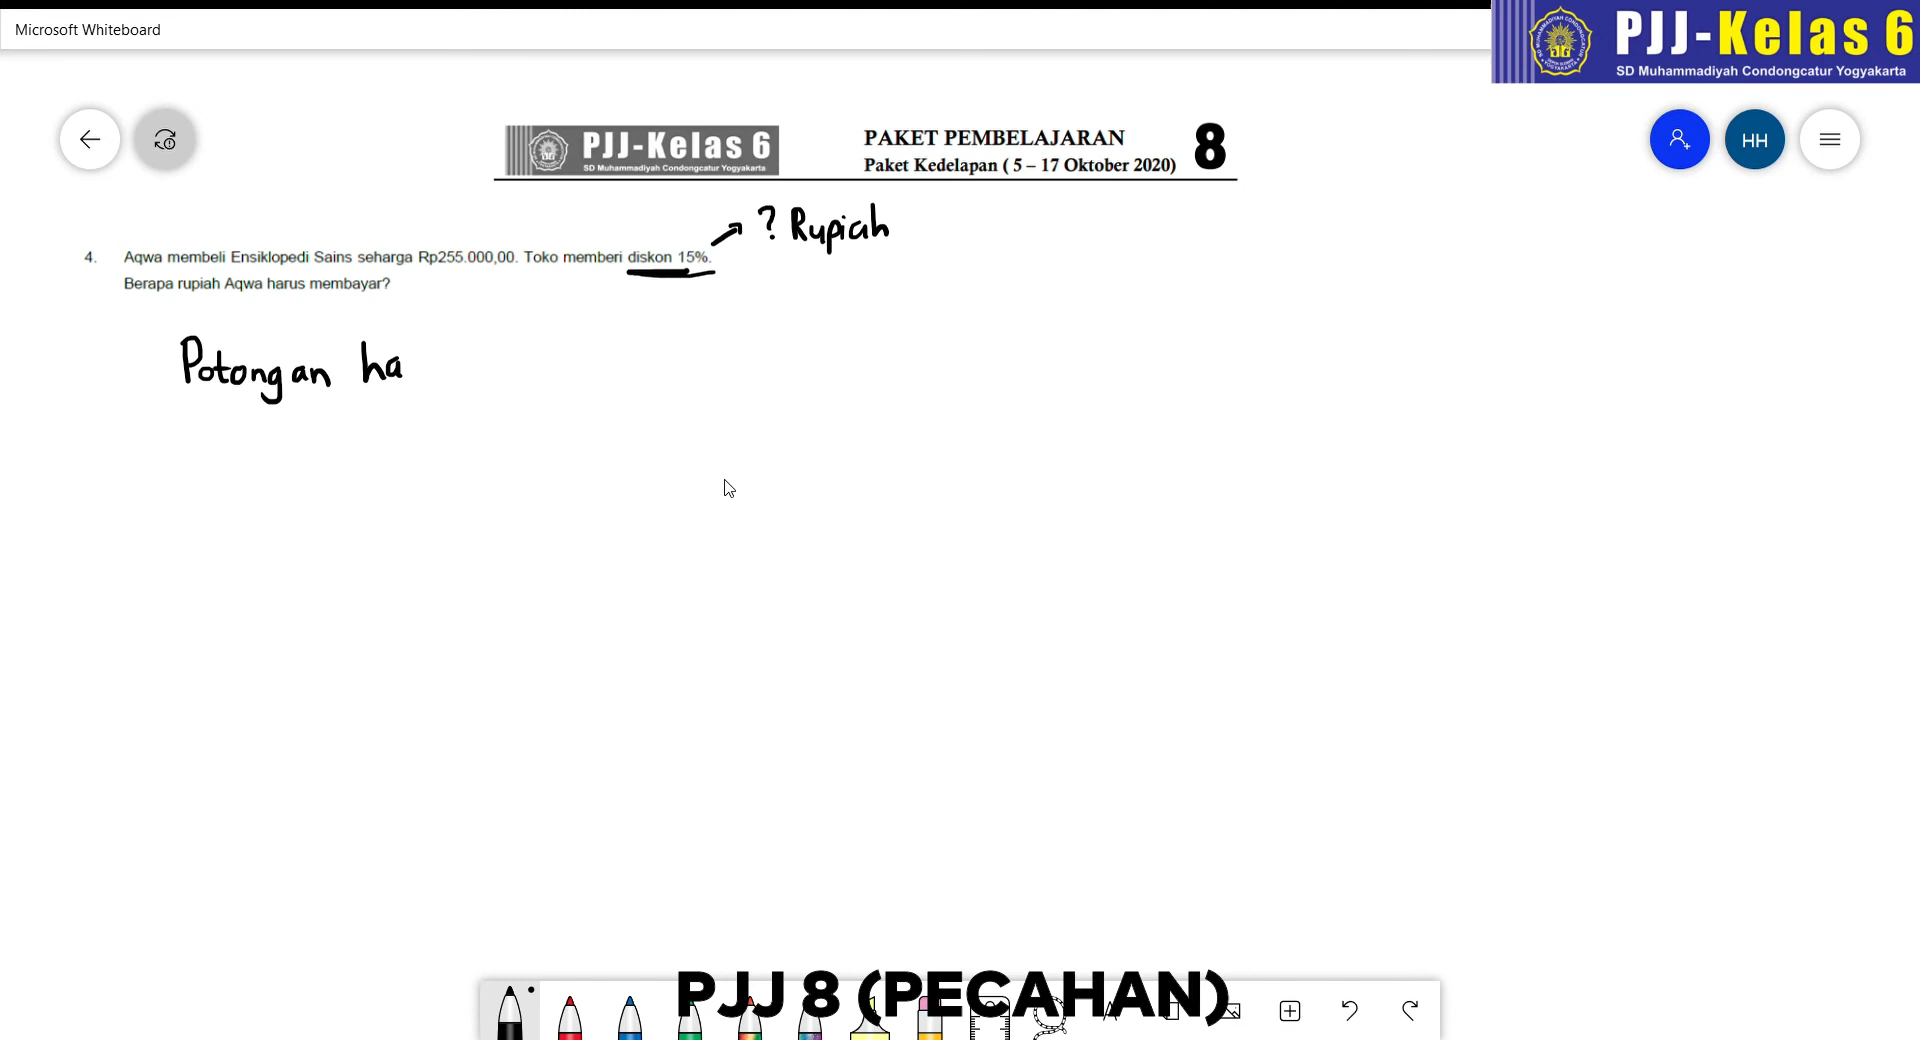 Microsoft Whiteboard
PJJ-Kelas 6
SD Muhammadiyah Condongcatur Yogyakarta
HH
PJJ-Kelas 6
SD Muhammadiyah Condongcatur Yogyakarta
PAKET PEMBELAJARAN
Paket Kedelapan ( 5 – 17 Oktober 2020)
8
? Rupiah
4. Aqwa membeli Ensiklopedi Sains seharga Rp255.000,00. Toko memberi diskon 15%.
Berapa rupiah Aqwa harus membayar?
Potongan ha
PJJ 8 (PECAHAN)